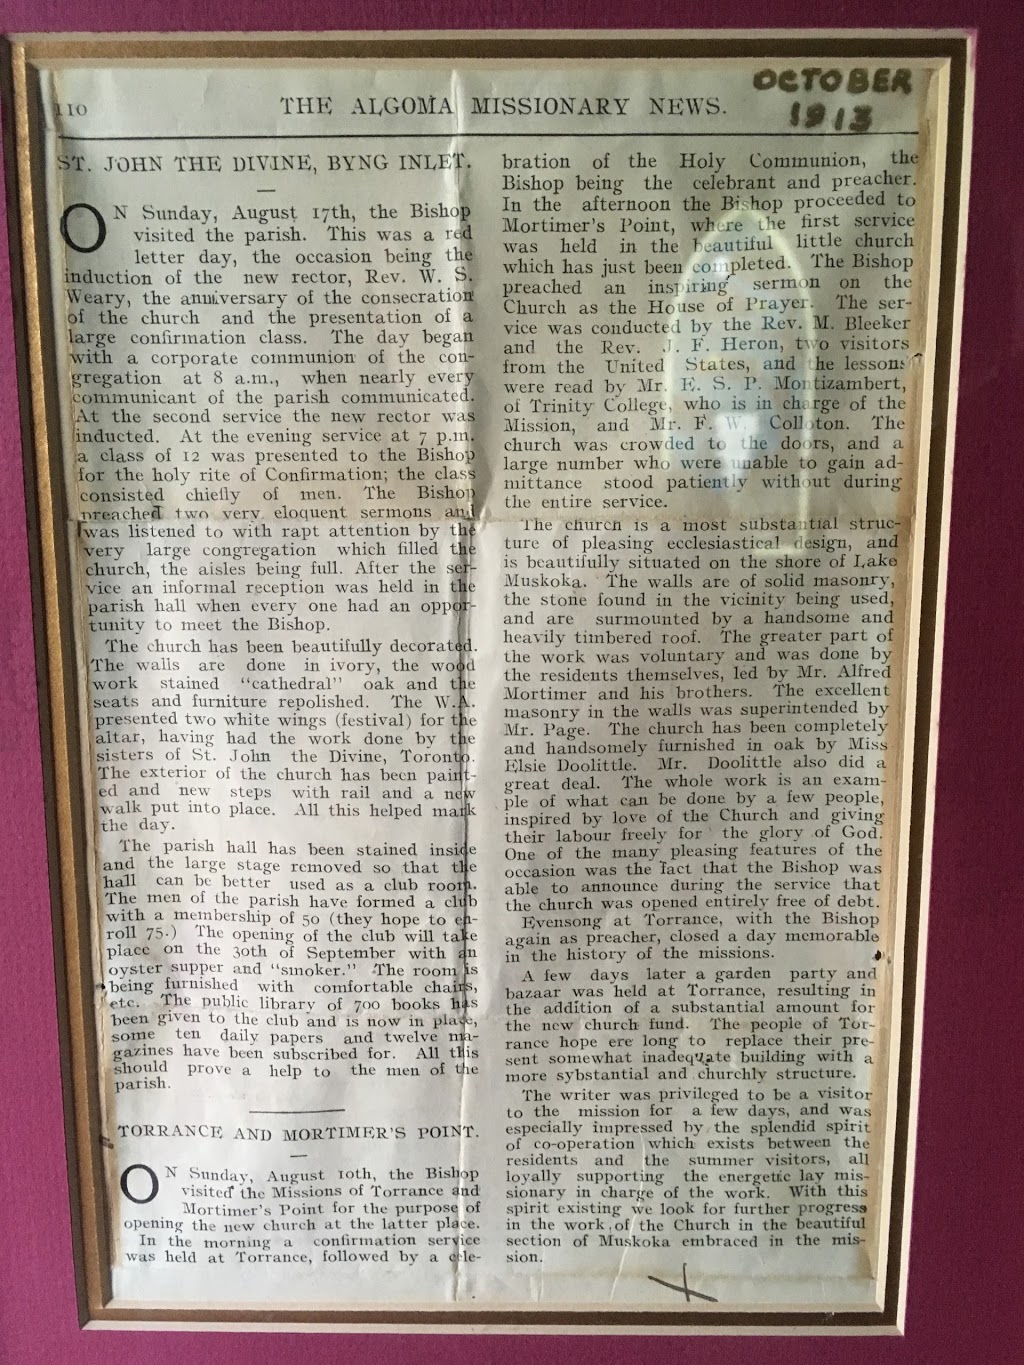 110
THE ALGOMA MISSIONARY NEWS.
OCTOBER
1913
ST. JOHN THE DIVINE, BYNG INLET.
ON Sunday, August 17th, the Bishop
visited the parish. This was a red
letter day, the occasion being the
induction of the new rector, Rev. W. S.
Weary, the anniversary of the consecration
of the church and the presentation of a
large confirmation class. The day began
with a corporate communion of the con-
gregation at 8 a.m., when nearly every
communicant of the parish communicated.
At the second service the new rector was
inducted. At the evening service at 7 p.m.
a class of 12 was presented to the Bishop
for the holy rite of Confirmation; the class
consisted chiefly of men. The Bishop
preached two very eloquent sermons and
was listened to with rapt attention by the
very large congregation which filled the
church, the aisles being full. After the ser-
vice an informal reception was held in the
parish hall when every one had an oppor-
tunity to meet the Bishop.
The church has been beautifully decorated.
The walls are done in ivory, the wood
work stained "cathedral" oak and the
seats and furniture repolished. The W.A.
presented two white wings (festival) for the
altar, having had the work done by the
sisters of St. John the Divine, Toronto.
The exterior of the church has been paint-
ed and new steps with rail and a new
walk put into place. All this helped mark
the day.
The parish hall has been stained inside
and the large stage removed so that the
hall can be better used as a club room.
The men of the parish have formed a club
with a membership of 50 (they hope to en-
roll 75.) The opening of the club will take
place on the 30th of September with an
oyster supper and "smoker." The room is
being furnished with comfortable chairs,
etc. The public library of 700 books has
been given to the club and is now in place,
some ten daily papers and twelve ma-
gazines have been subscribed for. All this
should prove a help to the men of the
parish.
TORRANCE AND MORTIMER'S POINT.
ON Sunday, August 10th, the Bishop
visited the Missions of Torrance and
Mortimer's Point for the purpose of
opening the new church at the latter place.
In the morning a confirmation service
was held at Torrance, followed by a cele-
bration of the Holy Communion, the
Bishop being the celebrant and preacher.
In the afternoon the Bishop proceeded to
Mortimer's Point, where the first service
was held in the beautiful little church
which has just been completed. The Bishop
preached an inspiring sermon on the
Church as the House of Prayer. The ser-
vice was conducted by the Rev. M. Bleeker
and the Rev. J. F. Heron, two visitors
from the United States, and the lessons
were read by Mr. E. S. P. Montizambert,
of Trinity College, who is in charge of the
Mission, and Mr. F. W. Colloton. The
church was crowded to the doors, and a
large number who were unable to gain ad-
mittance stood patiently without during
the entire service.
The church is a most substantial struc-
ture of pleasing ecclesiastical design, and
is beautifully situated on the shore of Lake
Muskoka. The walls are of solid masonry,
the stone found in the vicinity being used,
and are surmounted by a handsome and
heavily timbered roof. The greater part of
the work was voluntary and was done by
the residents themselves, led by Mr. Alfred
Mortimer and his brothers. The excellent
masonry in the walls was superintended by
Mr. Page. The church has been completely
and handsomely furnished in oak by Miss
Elsie Doolittle. Mr. Doolittle also did a
great deal. The whole work is an exam-
ple of what can be done by a few people,
inspired by love of the Church and giving
their labour freely for the glory of God.
One of the many pleasing features of the
occasion was the fact that the Bishop was
able to announce during the service that
the church was opened entirely free of debt.
Evensong at Torrance, with the Bishop
again as preacher, closed a day memorable
in the history of the missions.
A few days later a garden party and
bazaar was held at Torrance, resulting in
the addition of a substantial amount for
the new church fund. The people of Tor-
rance hope ere long to replace their pre-
sent somewhat inadequate building with a
more sybstantial and churchly structure.
The writer was privileged to be a visitor
to the mission for a few days, and was
especially impressed by the splendid spirit
of co-operation which exists between the
residents and the summer visitors, all
loyally supporting the energetic lay mis-
sionary in charge of the work. With this
spirit existing we look for further progress
in the work of the Church in the beautiful
section of Muskoka embraced in the mis-
sion.